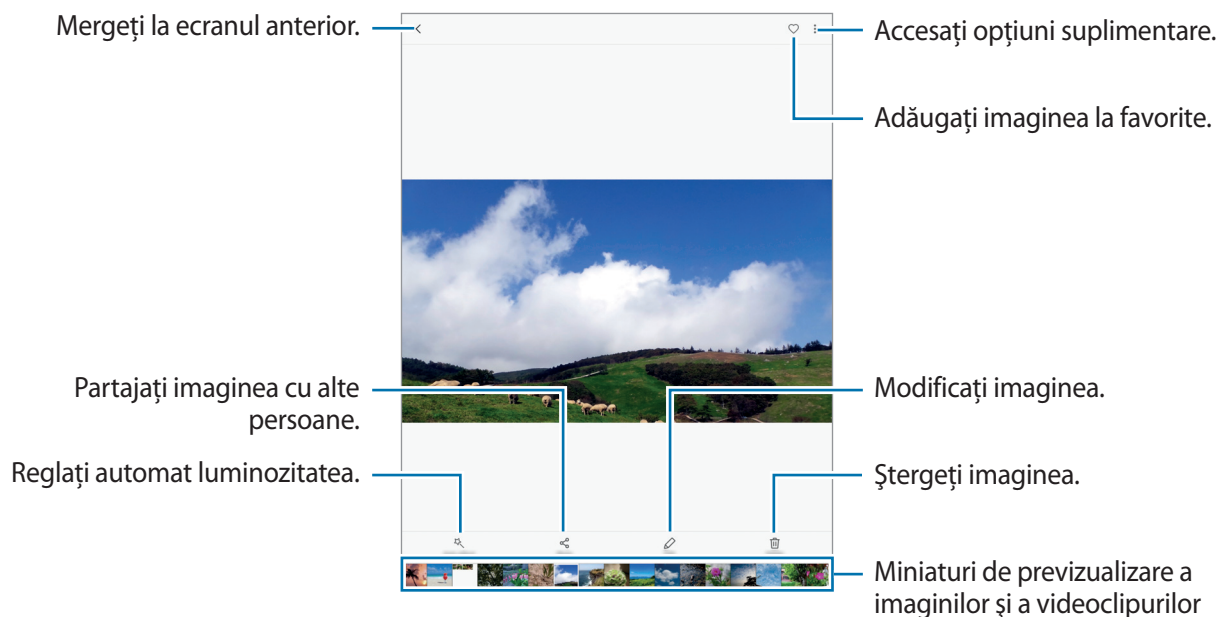 Mergeți la ecranul anterior.
Accesați opțiuni suplimentare.
Adăugați imaginea la favorite.
Partajați imaginea cu alte
persoane.
Modificați imaginea.
Reglați automat luminozitatea.
Ştergeți imaginea.
Miniaturi de previzualizare a
imaginilor şi a videoclipurilor